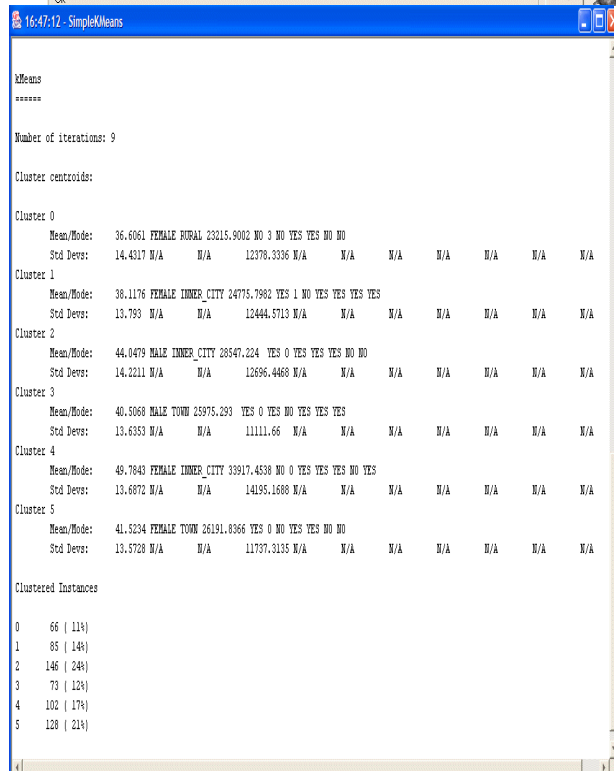 16:47:12 - SimpleKMeans
kMeans
======
Number of iterations: 9
Cluster centroids:
Cluster 0
Mean/Mode: 36.6061 FEMALE RURAL 23215.9002 NO 3 NO YES YES NO NO
Std Devs: 14.4317 N/A N/A 12378.3336 N/A N/A N/A N/A N/A N/A N/A
Cluster 1
Mean/Mode: 38.1176 FEMALE INNER_CITY 24775.7982 YES 1 NO YES YES YES YES
Std Devs: 13.793 N/A N/A 12444.5713 N/A N/A N/A N/A N/A N/A N/A
Cluster 2
Mean/Mode: 44.0479 MALE INNER_CITY 28547.224 YES 0 YES YES YES NO NO
Std Devs: 14.2211 N/A N/A 12696.4468 N/A N/A N/A N/A N/A N/A N/A
Cluster 3
Mean/Mode: 40.5068 MALE TOWN 25975.293 YES 0 YES NO YES YES YES
Std Devs: 13.6353 N/A N/A 11111.66 N/A N/A N/A N/A N/A N/A N/A
Cluster 4
Mean/Mode: 49.7843 FEMALE INNER_CITY 33917.4538 NO 0 YES YES YES NO YES
Std Devs: 13.6872 N/A N/A 14195.1688 N/A N/A N/A N/A N/A N/A N/A
Cluster 5
Mean/Mode: 41.5234 FEMALE TOWN 26191.8366 YES 0 NO YES YES NO NO
Std Devs: 13.5728 N/A N/A 11737.3135 N/A N/A N/A N/A N/A N/A N/A
Clustered Instances
0 66 ( 11%)
1 85 ( 14%)
2 146 ( 24%)
3 73 ( 12%)
4 102 ( 17%)
5 128 ( 21%)